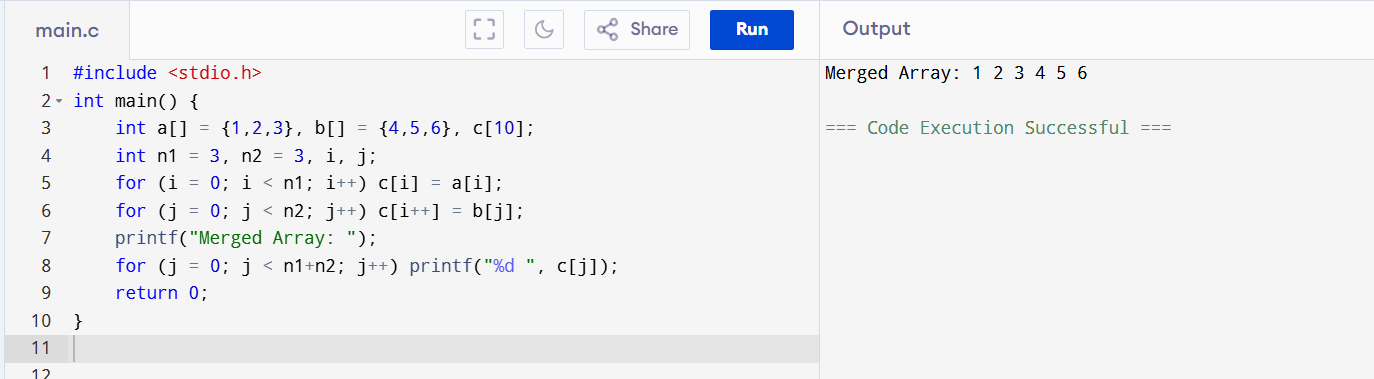 main.c
Share
Run
Output
1 #include <stdio.h>
2 int main() {
3     int a[] = {1,2,3}, b[] = {4,5,6}, c[10];
4     int n1 = 3, n2 = 3, i, j;
5     for (i = 0; i < n1; i++) c[i] = a[i];
6     for (j = 0; j < n2; j++) c[i++] = b[j];
7     printf("Merged Array: ");
8     for (j = 0; j < n1+n2; j++) printf("%d ", c[j]);
9     return 0;
10 }
11
12
Merged Array: 1 2 3 4 5 6
=== Code Execution Successful ===